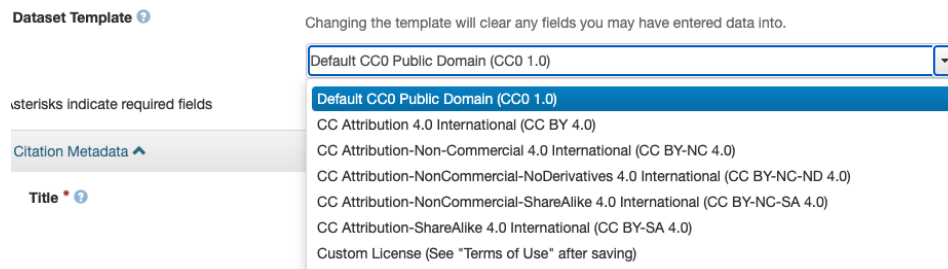 Dataset Template
Changing the template will clear any fields you may have entered data into.
Default CC0 Public Domain (CC0 1.0)
Default CC0 Public Domain (CC0 1.0)
CC Attribution 4.0 International (CC BY 4.0)
CC Attribution-Non-Commercial 4.0 International (CC BY-NC 4.0)
CC Attribution-NonCommercial-NoDerivatives 4.0 International (CC BY-NC-ND 4.0)
CC Attribution-NonCommercial-ShareAlike 4.0 International (CC BY-NC-SA 4.0)
CC Attribution-ShareAlike 4.0 International (CC BY-SA 4.0)
Custom License (See "Terms of Use" after saving)
Asterisks indicate required fields
Citation Metadata
Title *